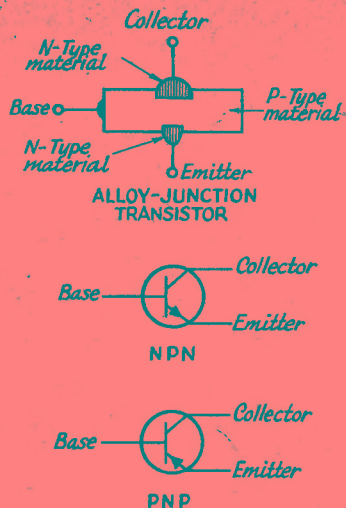 Collector
N-Type
material
Base
P-Type
material
N-Type
material
Emitter
ALLOY-JUNCTION
TRANSISTOR
Collector
Base
Emitter
NPN
Collector
Base
Emitter
PNP